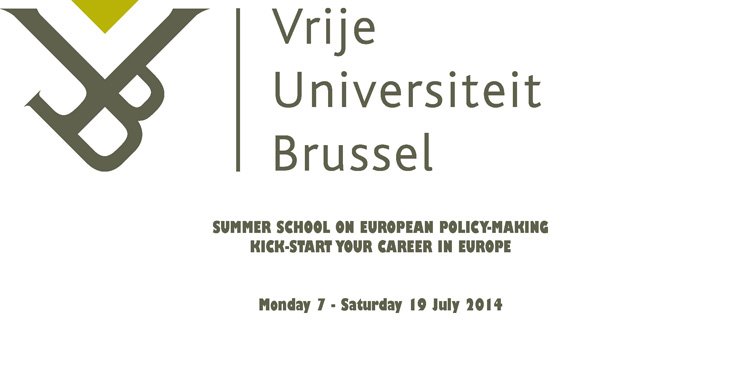 Vrije
Universiteit
Brussel
SUMMER SCHOOL ON EUROPEAN POLICY-MAKING
KICK-START YOUR CAREER IN EUROPE
Monday 7 - Saturday 19 July 2014